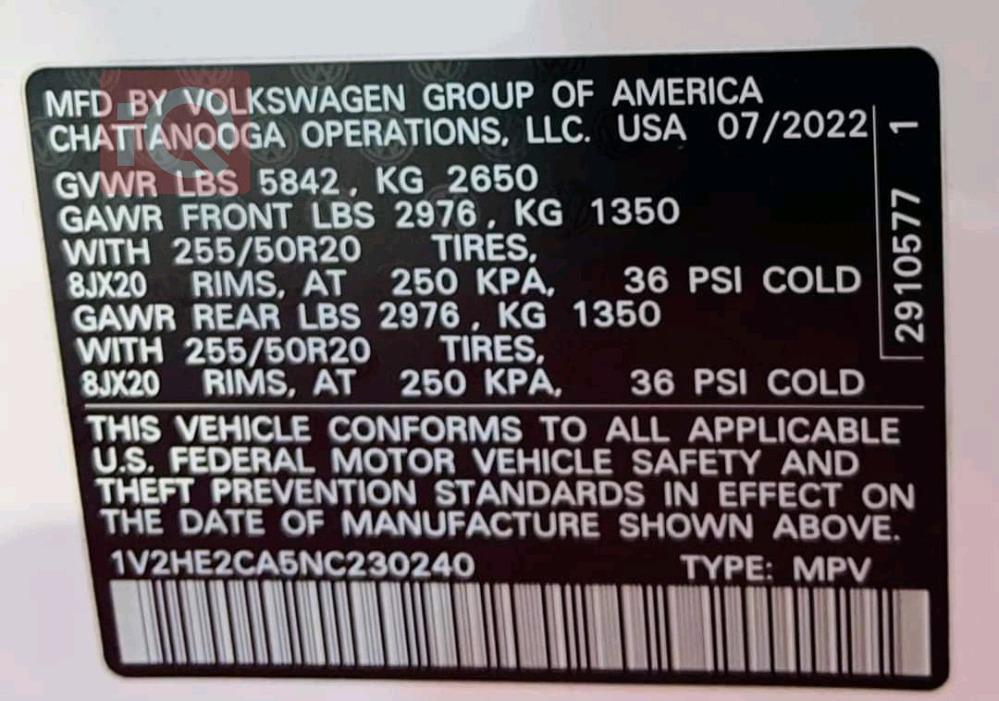 MFD BY VOLKSWAGEN GROUP OF AMERICA
CHATTANOOGA OPERATIONS, LLC. USA 07/2022
GVWR LBS 5842, KG 2650
GAWR FRONT LBS 2976, KG 1350
WITH 255/50R20 TIRES,
8JX20 RIMS, AT 250 KPA, 36 PSI COLD
GAWR REAR LBS 2976, KG 1350
WITH 255/50R20 TIRES,
8JX20 RIMS, AT 250 KPA, 36 PSI COLD
2910577 1
THIS VEHICLE CONFORMS TO ALL APPLICABLE
U.S. FEDERAL MOTOR VEHICLE SAFETY AND
THEFT PREVENTION STANDARDS IN EFFECT ON
THE DATE OF MANUFACTURE SHOWN ABOVE.
1V2HE2CA5NC230240 TYPE: MPV
iQ